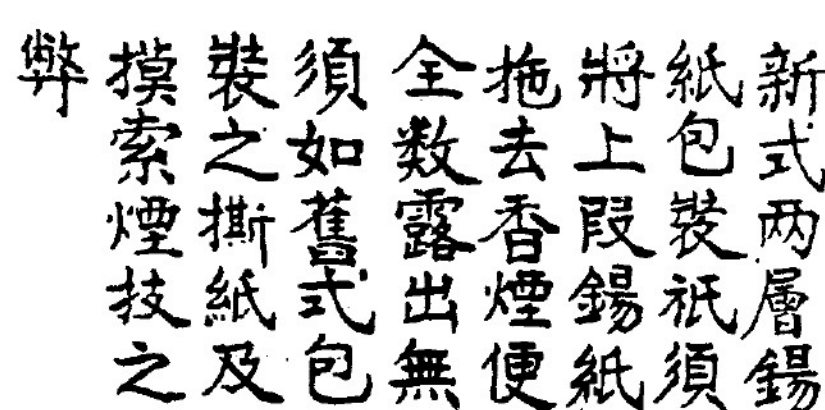 新式两層錫
紙包裝祇須
將上段錫紙
拖去香煙便
全数露出無
須如舊式包
裝之撕紙及
摸索煙技之
弊